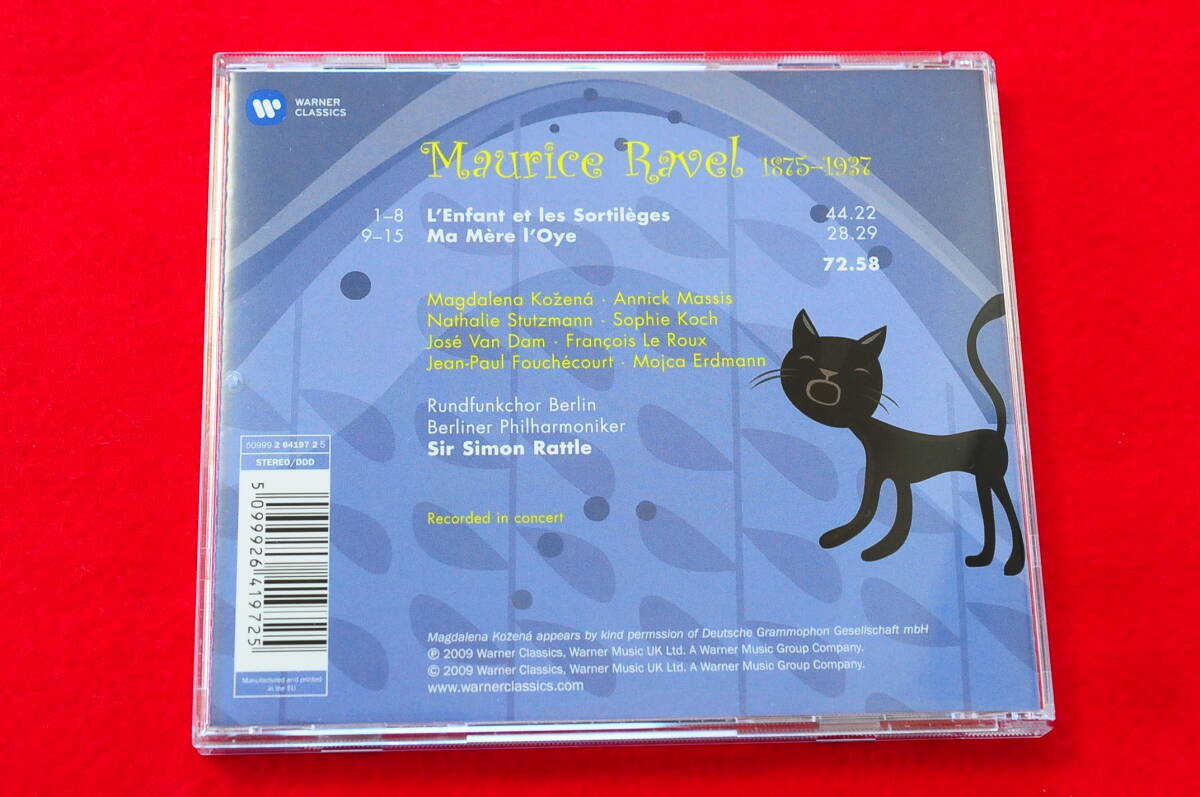 WARNER
CLASSICS
Maurice Ravel 1875–1937
1–8 L'Enfant et les Sortilèges 44.22
9–15 Ma Mère l'Oye 28.29
72.58
Magdalena Kožená · Annick Massis
Nathalie Stutzmann · Sophie Koch
José Van Dam · François Le Roux
Jean-Paul Fouchécourt · Mojca Erdmann
Rundfunkchor Berlin
Berliner Philharmoniker
Sir Simon Rattle
Recorded in concert
50999 2 64197 2 5
STEREO/DDD
5 099926 419725
Manufactured and printed
in the EU
Magdalena Kožená appears by kind permssion of Deutsche Grammophon Gesellschaft mbH
℗ 2009 Warner Classics, Warner Music UK Ltd. A Warner Music Group Company.
© 2009 Warner Classics, Warner Music UK Ltd. A Warner Music Group Company.
www.warnerclassics.com